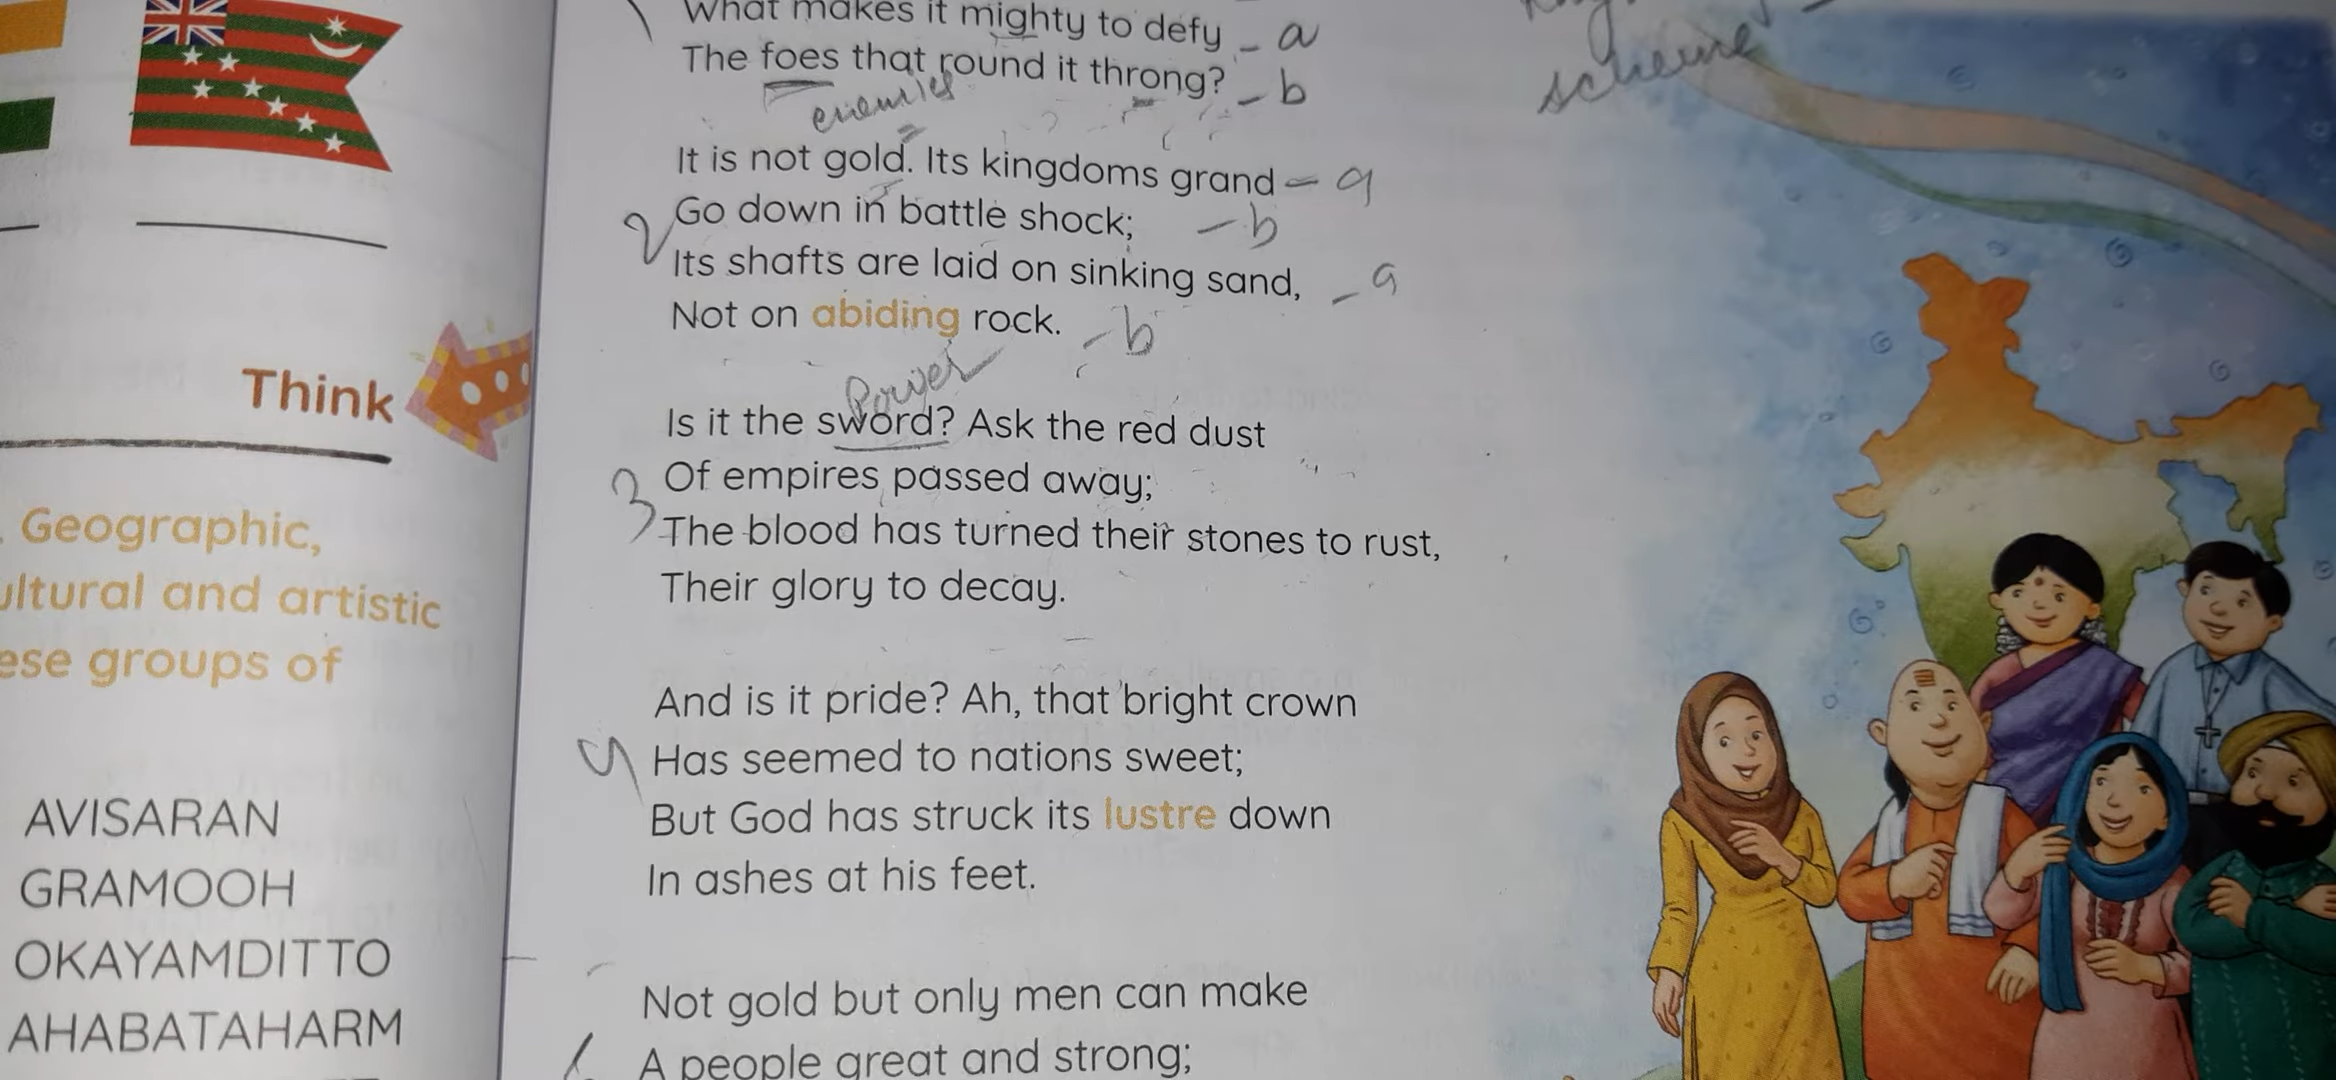 What makes it mighty to defy - a
The foes that round it throng? - b
enemies
scheme
It is not gold. Its kingdoms grand - a
2 Go down in battle shock; - b
Its shafts are laid on sinking sand, - a
Not on abiding rock. - b
Power
Is it the sword? Ask the red dust
3 Of empires passed away;
The blood has turned their stones to rust,
Their glory to decay.
And is it pride? Ah, that bright crown
4 Has seemed to nations sweet;
But God has struck its lustre down
In ashes at his feet.
Not gold but only men can make
A people great and strong;
Think
Geographic,
ultural and artistic
ese groups of
AVISARAN
GRAMOOH
OKAYAMDITTO
AHABATAHARM